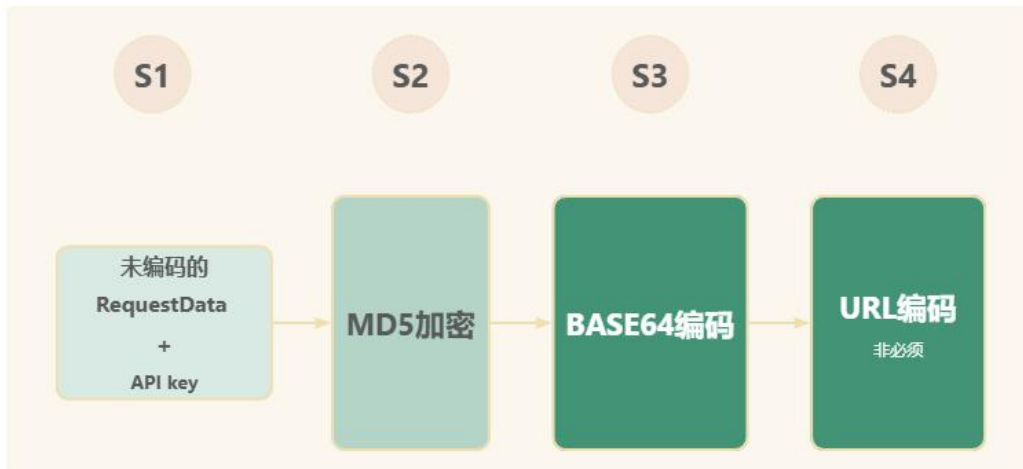 S1
S2
S3
S4
未编码的
RequestData
+
API key
MD5加密
BASE64编码
URL编码
非必须